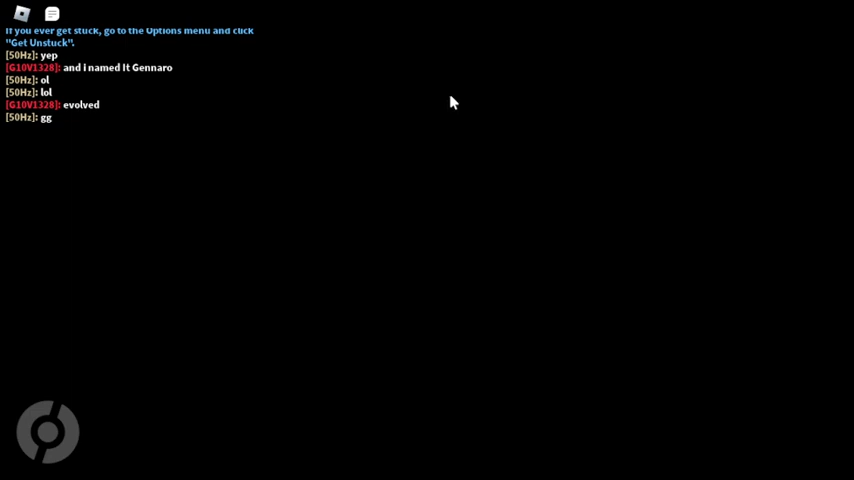 If you ever get stuck, go to the Options menu and click
"Get Unstuck".
[50Hz]: yep
[G10V1328]: and i named It Gennaro
[50Hz]: ol
[50Hz]: lol
[G10V1328]: evolved
[50Hz]: gg